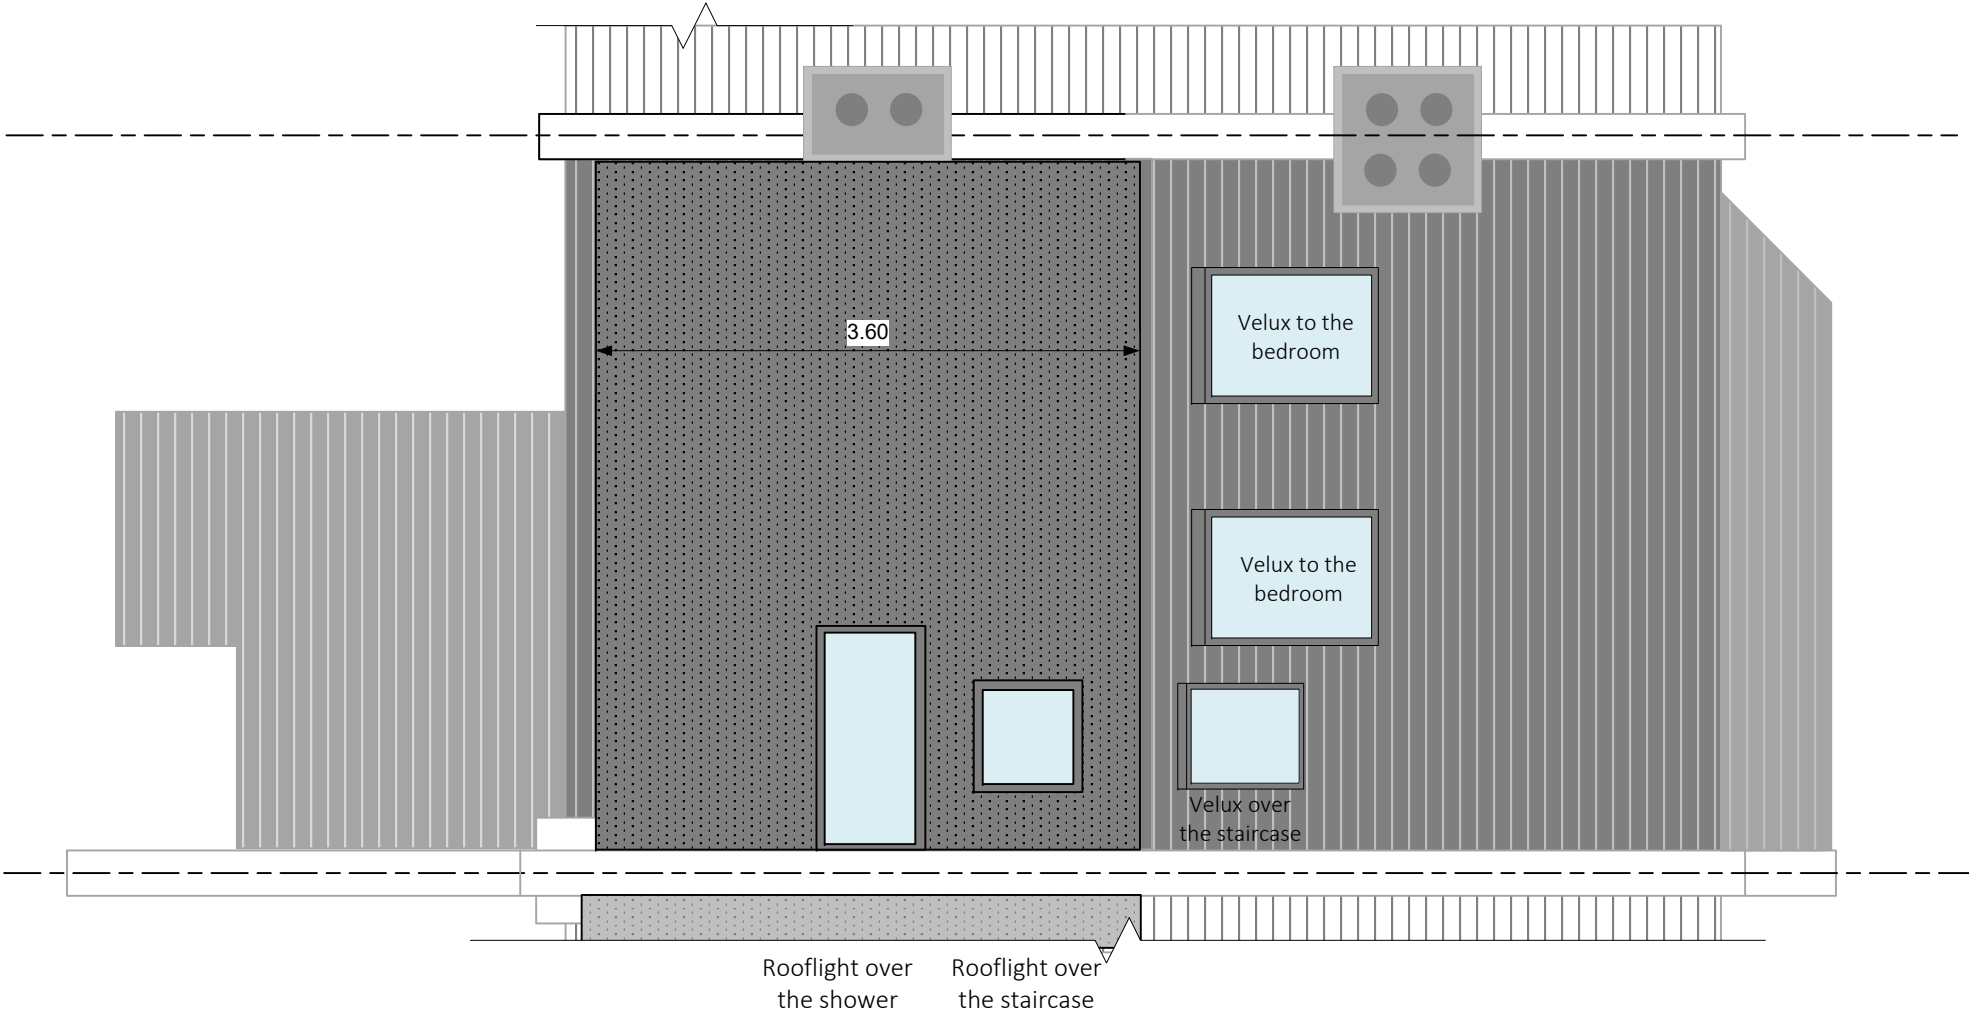 3.60
Velux to the
bedroom
Velux to the
bedroom
Velux over
the staircase
Rooflight over
the shower
Rooflight over
the staircase